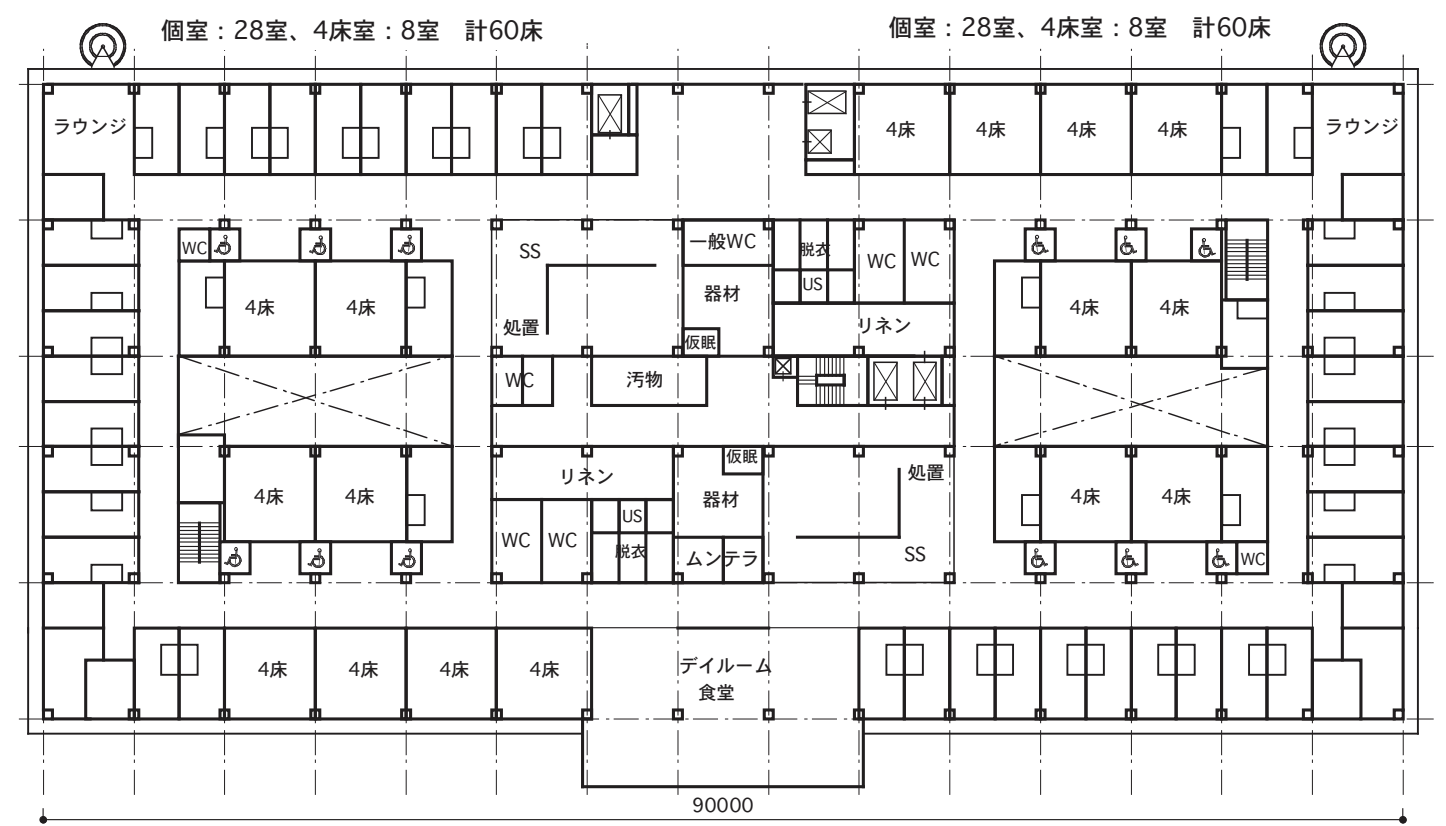 個室：28室、4床室：8室　計60床
個室：28室、4床室：8室　計60床
ラウンジ
4床
4床
4床
4床
ラウンジ
WC
SS
一般WC
脱衣
WC
WC
US
4床
4床
器材
4床
4床
処置
仮眠
リネン
WC
汚物
リネン
仮眠
処置
4床
4床
器材
4床
4床
WC
WC
US
脱衣
ムンテラ
SS
WC
4床
4床
4床
4床
デイルーム
食堂
90000